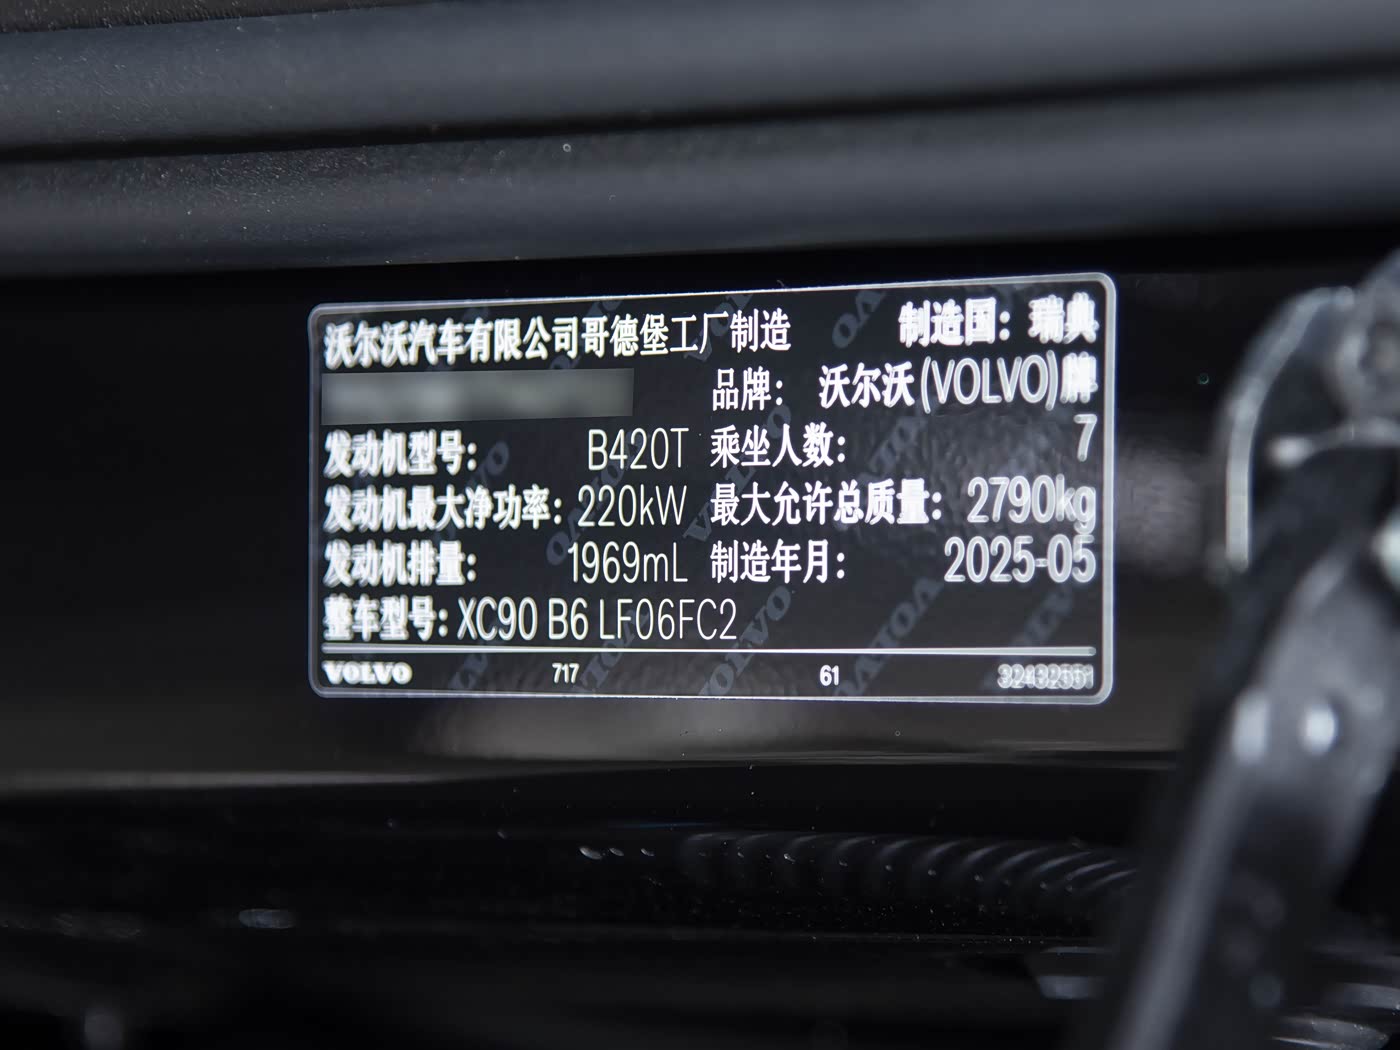 沃尔沃汽车有限公司哥德堡工厂制造 制造国：瑞典
品牌： 沃尔沃(VOLVO)牌
发动机型号： B420T 乘坐人数： 7
发动机最大净功率：220kW 最大允许总质量： 2790kg
发动机排量： 1969mL 制造年月： 2025-05
整车型号：XC90 B6 LF06FC2
VOLVO 717 61 32432551